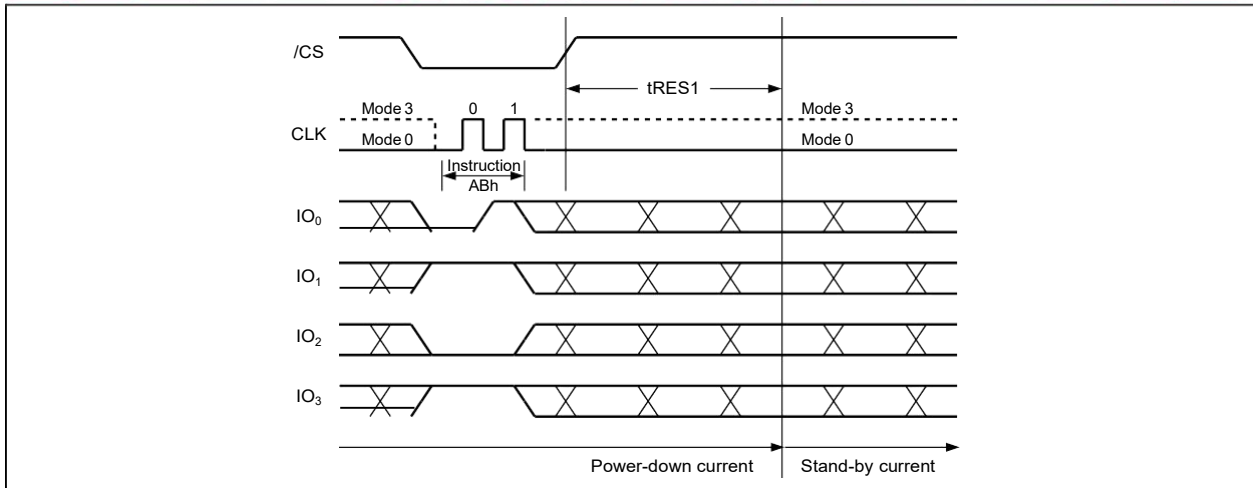 /CS
tRES1
Mode 3 0 1 Mode 3
CLK
Mode 0 Mode 0
Instruction
ABh
IO₀
IO₁
IO₂
IO₃
Power-down current Stand-by current